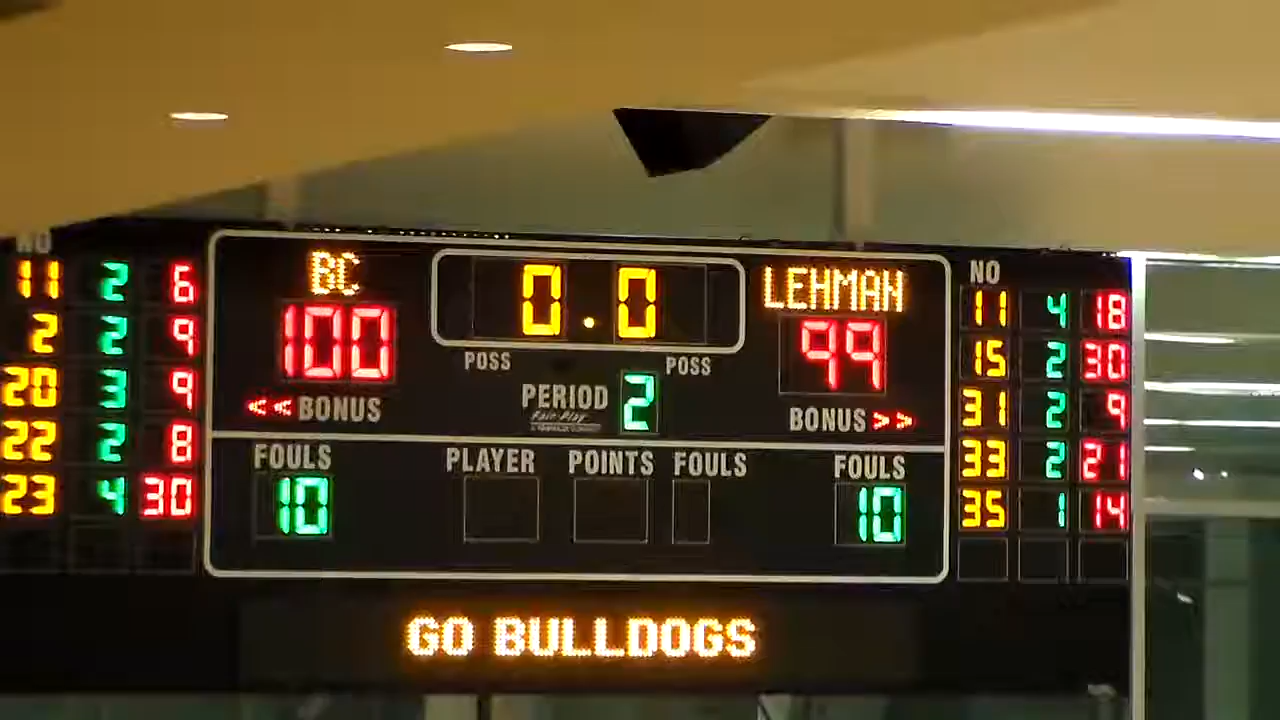 NO
11 2 6
2 2 9
20 3 9
22 2 8
23 4 30
BC
100
<<BONUS
0.0
POSS POSS
PERIOD 2
Fair-Play
LEHMAN
99
BONUS>>
FOULS
10
PLAYER POINTS FOULS
FOULS
10
NO
11 4 18
15 2 30
31 2 9
33 2 21
35 1 14
GO BULLDOGS